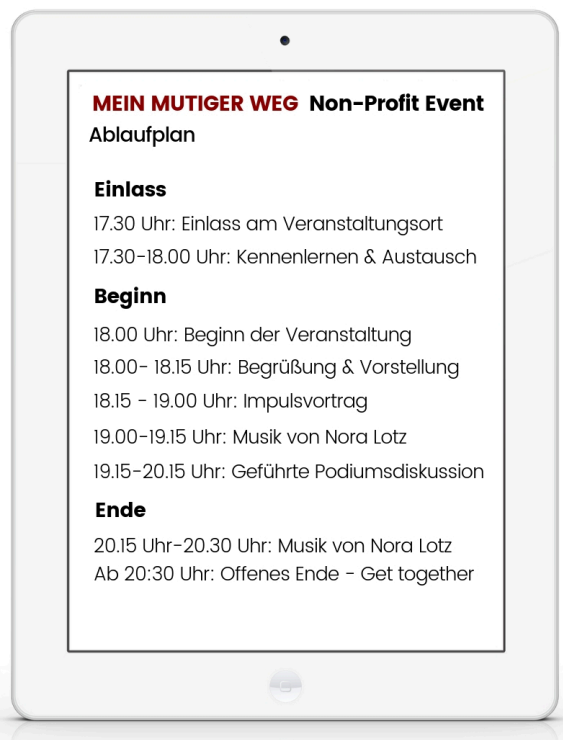 MEIN MUTIGER WEG Non-Profit Event
Ablaufplan
Einlass
17.30 Uhr: Einlass am Veranstaltungsort
17.30-18.00 Uhr: Kennenlernen & Austausch
Beginn
18.00 Uhr: Beginn der Veranstaltung
18.00- 18.15 Uhr: Begrüßung & Vorstellung
18.15 - 19.00 Uhr: Impulsvortrag
19.00-19.15 Uhr: Musik von Nora Lotz
19.15-20.15 Uhr: Geführte Podiumsdiskussion
Ende
20.15 Uhr-20.30 Uhr: Musik von Nora Lotz
Ab 20:30 Uhr: Offenes Ende - Get together